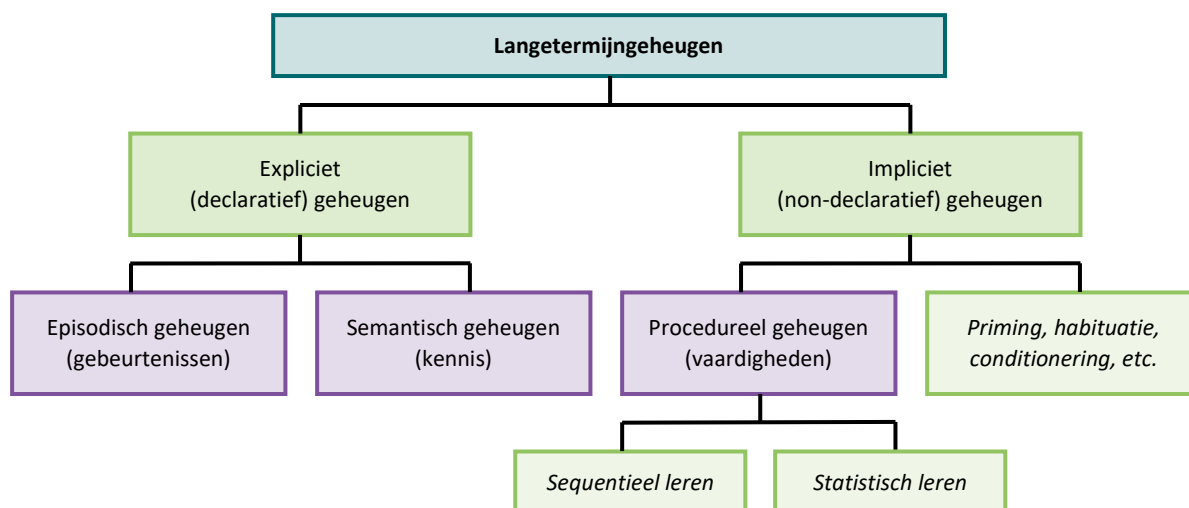 Langetermijngeheugen
Expliciet
(declaratief) geheugen
Impliciet
(non-declaratief) geheugen
Episodisch geheugen
(gebeurtenissen)
Semantisch geheugen
(kennis)
Procedureel geheugen
(vaardigheden)
Priming, habituatie,
conditionering, etc.
Sequentieel leren
Statistisch leren